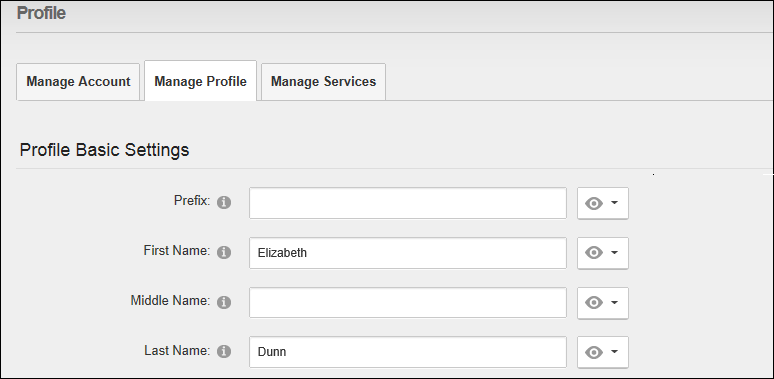 Profile
Manage Account Manage Profile Manage Services
Profile Basic Settings
Prefix:
First Name: Elizabeth
Middle Name:
Last Name: Dunn